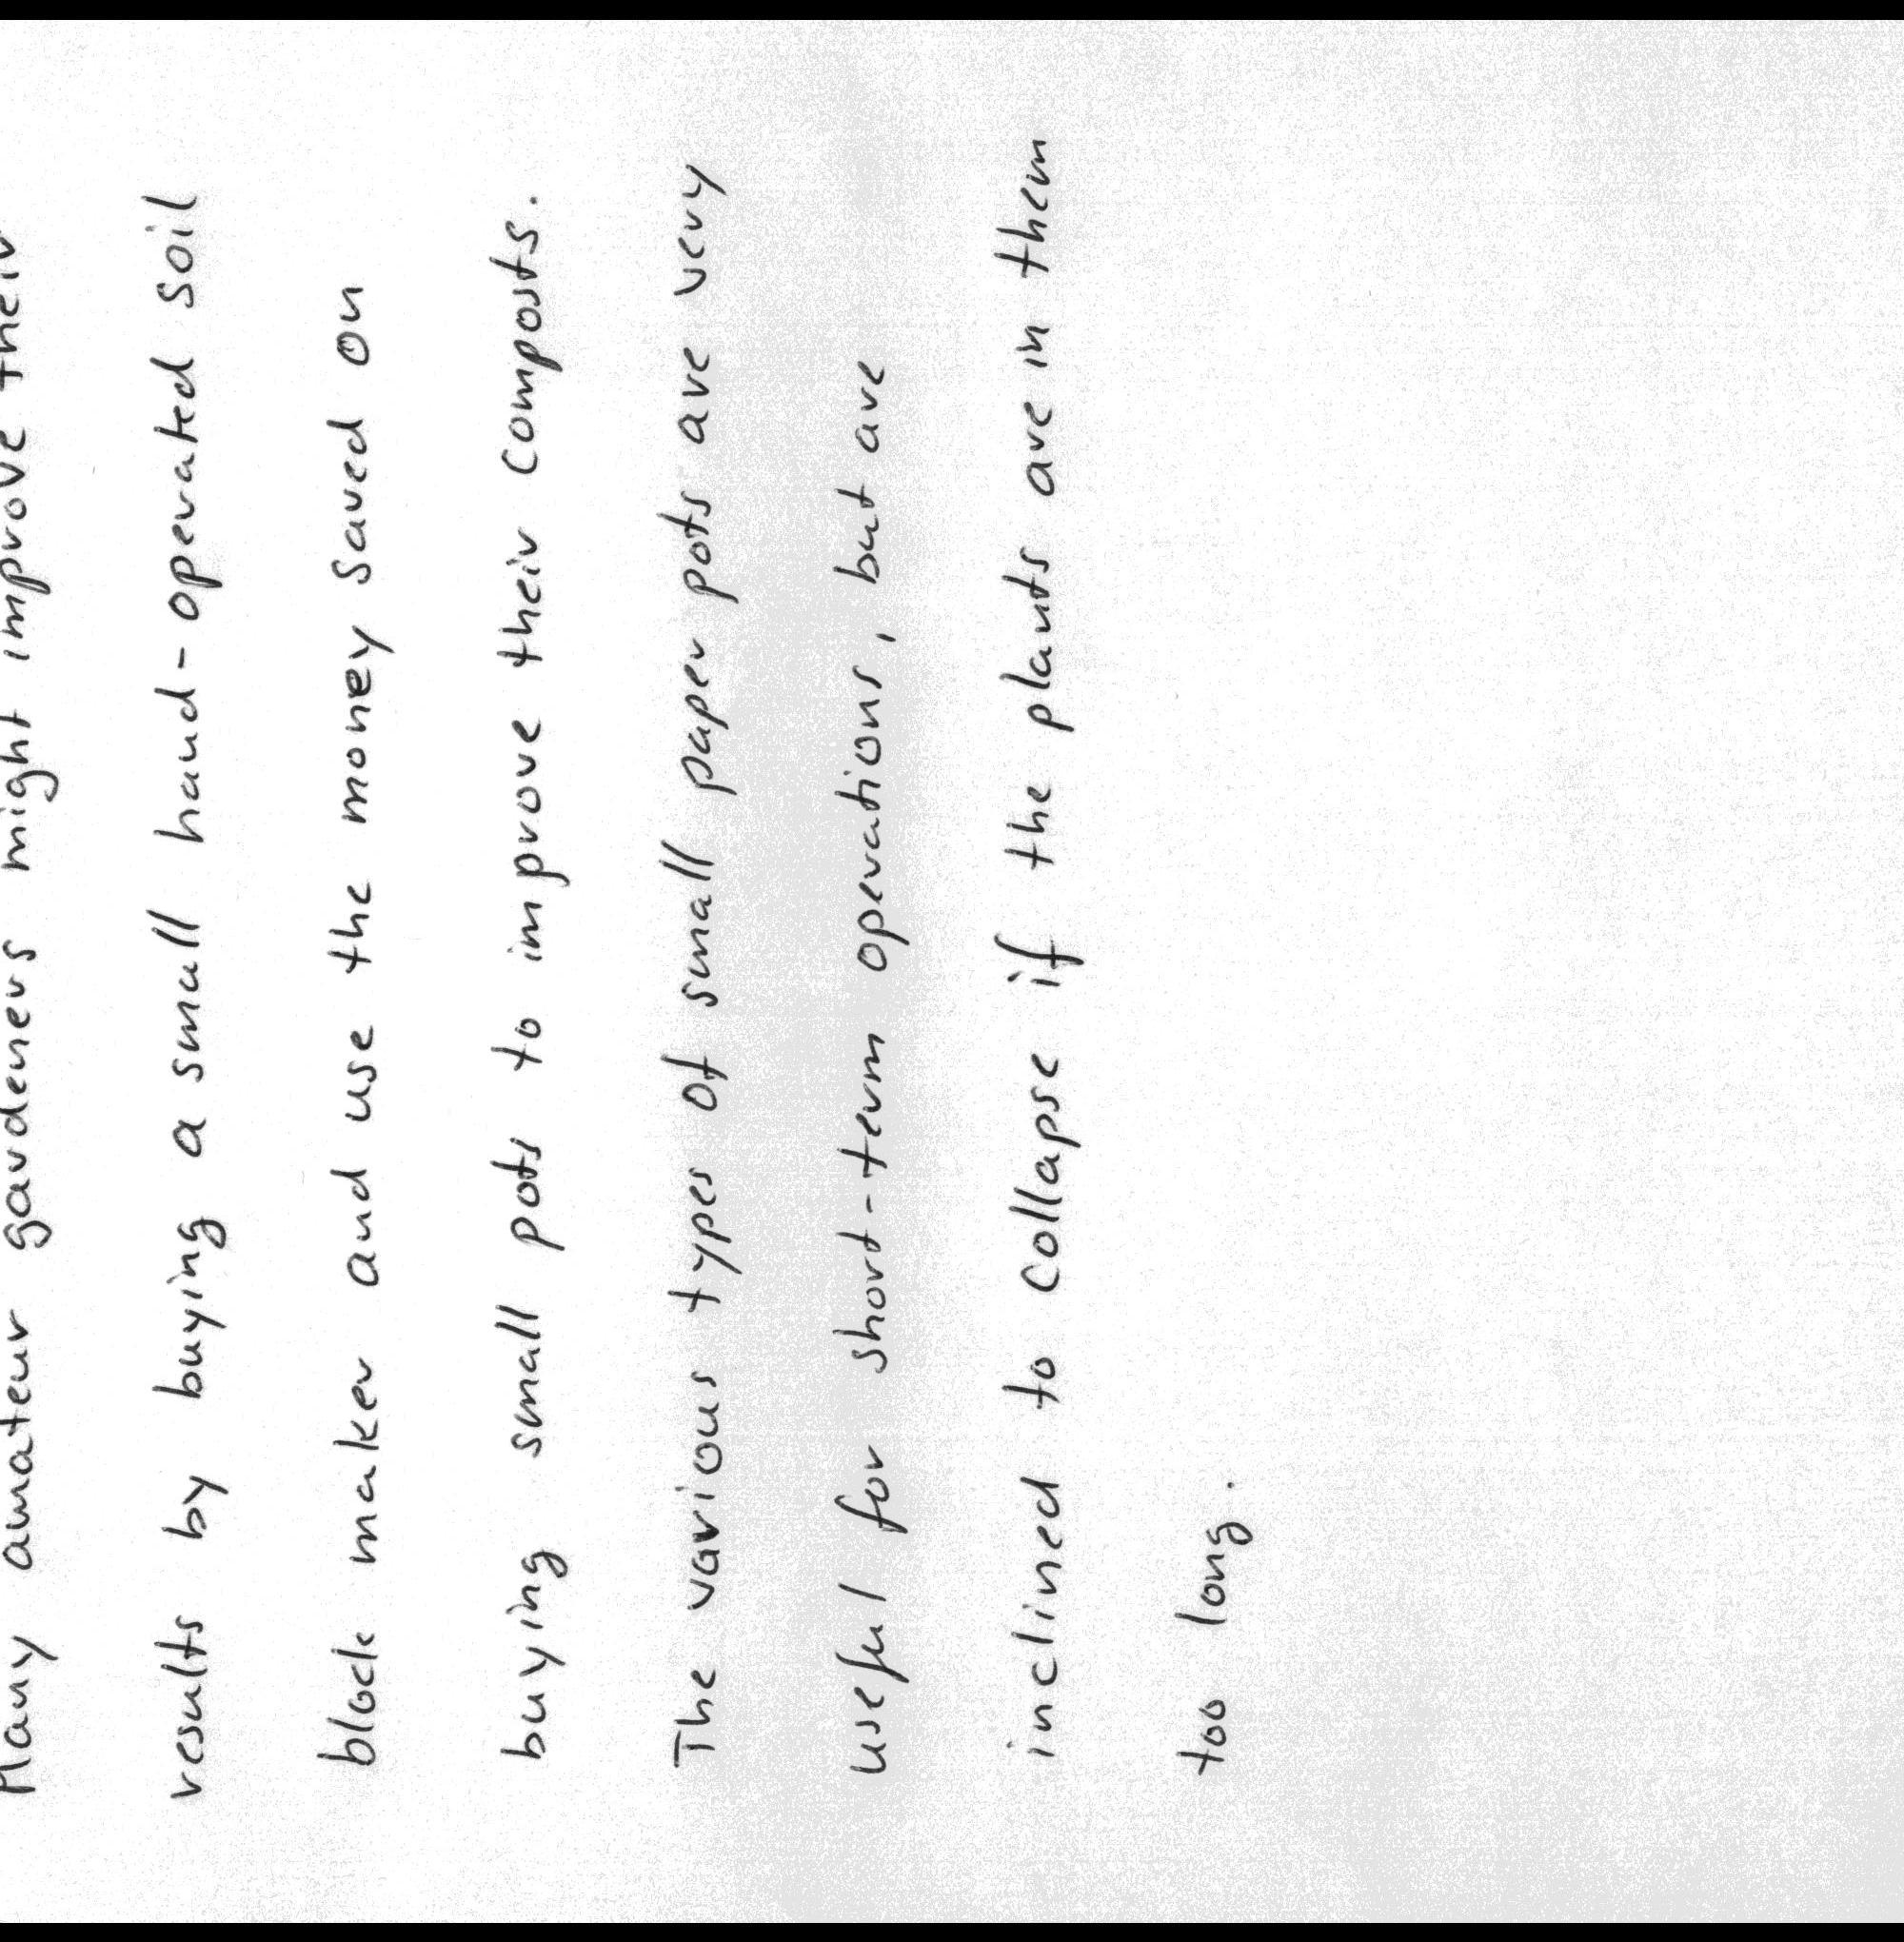 Many amateur gardeners might improve their
results by buying a small hand-operated soil
block maker and use the money saved on
buying small pots to improve their composts.
The various types of small paper pots are very
useful for short-term operations, but are
inclined to collapse if the plants are in them
too long.